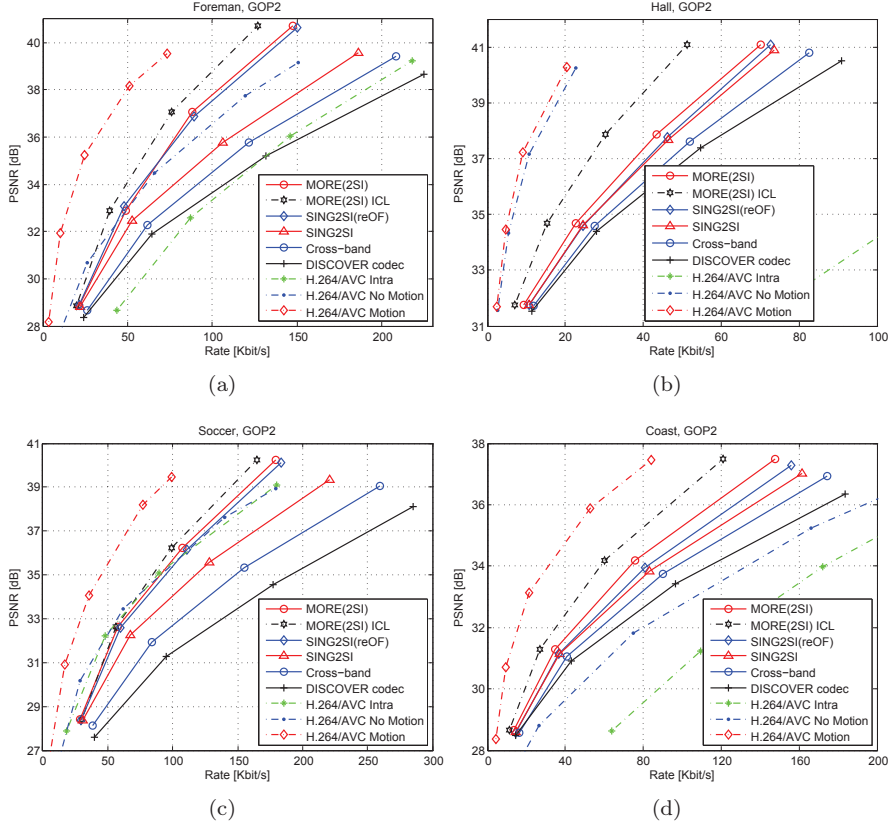 Foreman, GOP2
PSNR [dB]
40
38
36
34
32
30
28
0
50
100
150
200
Rate [Kbit/s]
MORE(2SI)
MORE(2SI) ICL
SING2SI(reOF)
SING2SI
Cross-band
DISCOVER codec
H.264/AVC Intra
H.264/AVC No Motion
H.264/AVC Motion
(a)
Hall, GOP2
PSNR [dB]
41
39
37
35
33
31
0
20
40
60
80
100
Rate [Kbit/s]
MORE(2SI)
MORE(2SI) ICL
SING2SI(reOF)
SING2SI
Cross-band
DISCOVER codec
H.264/AVC Intra
H.264/AVC No Motion
H.264/AVC Motion
(b)
Soccer, GOP2
PSNR [dB]
41
39
37
35
33
31
29
27
0
50
100
150
200
250
300
Rate [Kbit/s]
MORE(2SI)
MORE(2SI) ICL
SING2SI(reOF)
SING2SI
Cross-band
DISCOVER codec
H.264/AVC Intra
H.264/AVC No Motion
H.264/AVC Motion
(c)
Coast, GOP2
PSNR [dB]
38
36
34
32
30
28
0
40
80
120
160
200
Rate [Kbit/s]
MORE(2SI)
MORE(2SI) ICL
SING2SI(reOF)
SING2SI
Cross-band
DISCOVER codec
H.264/AVC Intra
H.264/AVC No Motion
H.264/AVC Motion
(d)